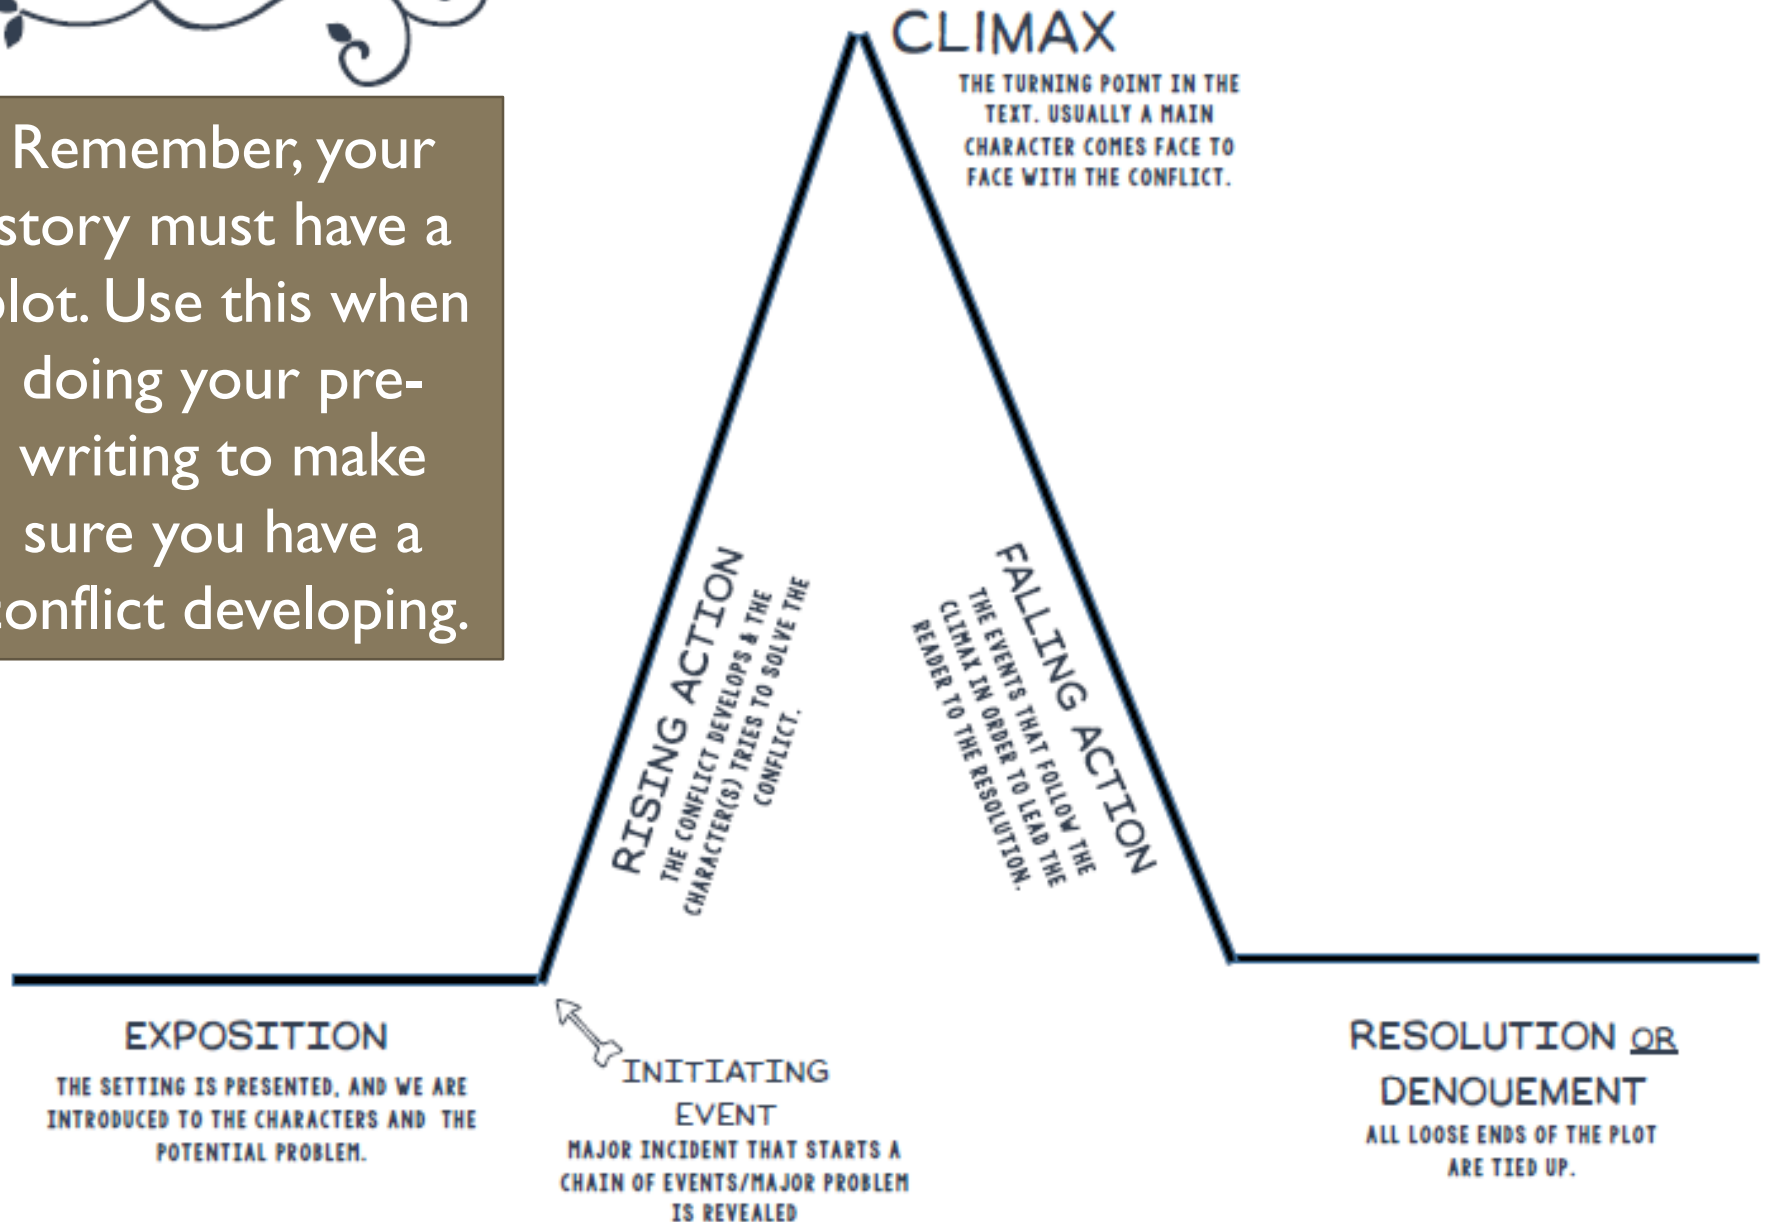 Remember, your
story must have a
plot. Use this when
doing your pre-
writing to make
sure you have a
conflict developing.
CLIMAX
THE TURNING POINT IN THE
TEXT. USUALLY A MAIN
CHARACTER COMES FACE TO
FACE WITH THE CONFLICT.
RISING ACTION
THE CONFLICT DEVELOPS & THE
CHARACTER(S) TRIES TO SOLVE THE
CONFLICT.
FALLING ACTION
THE EVENTS THAT FOLLOW THE
CLIMAX IN ORDER TO LEAD THE
READER TO THE RESOLUTION.
EXPOSITION
THE SETTING IS PRESENTED, AND WE ARE
INTRODUCED TO THE CHARACTERS AND THE
POTENTIAL PROBLEM.
INITIATING
EVENT
MAJOR INCIDENT THAT STARTS A
CHAIN OF EVENTS/MAJOR PROBLEM
IS REVEALED
RESOLUTION OR
DENOUEMENT
ALL LOOSE ENDS OF THE PLOT
ARE TIED UP.